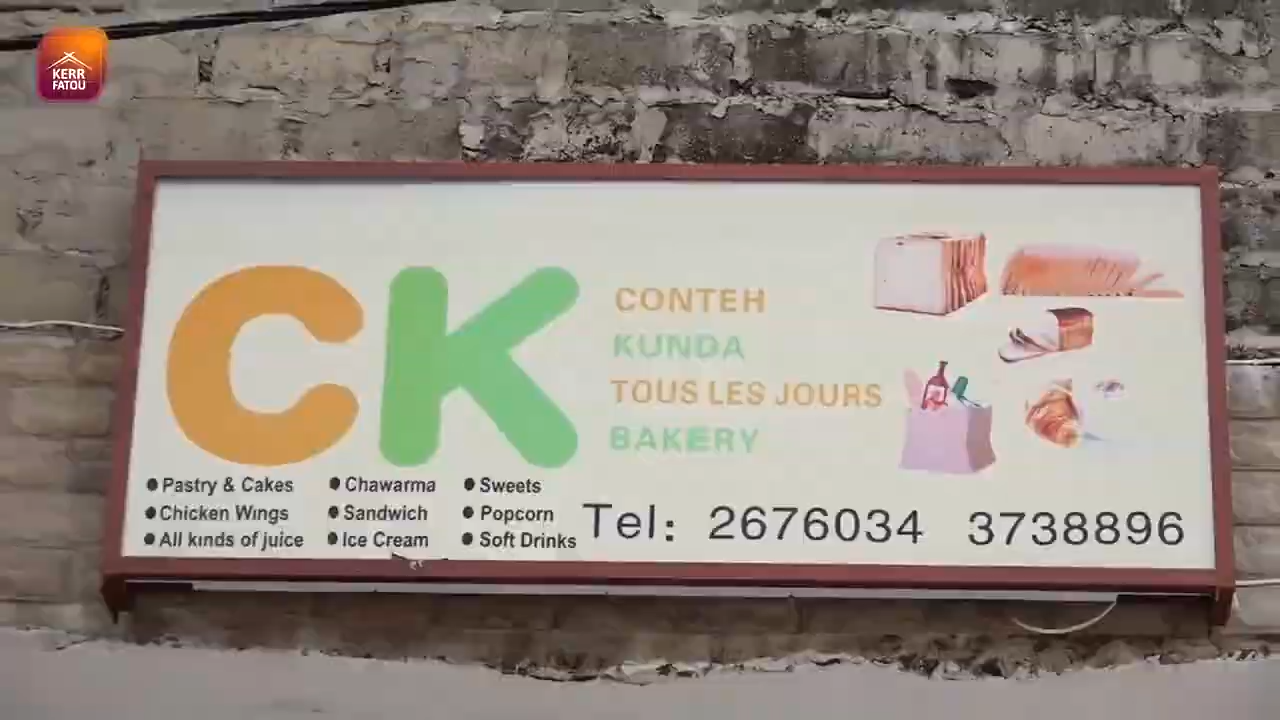 KERR
FATOU
CK
CONTEH
KUNDA
TOUS LES JOURS
BAKERY
● Pastry & Cakes
● Chicken Wings
● All kinds of juice
● Chawarma
● Sandwich
● Ice Cream
● Sweets
● Popcorn
● Soft Drinks
Tel: 2676034 3738896